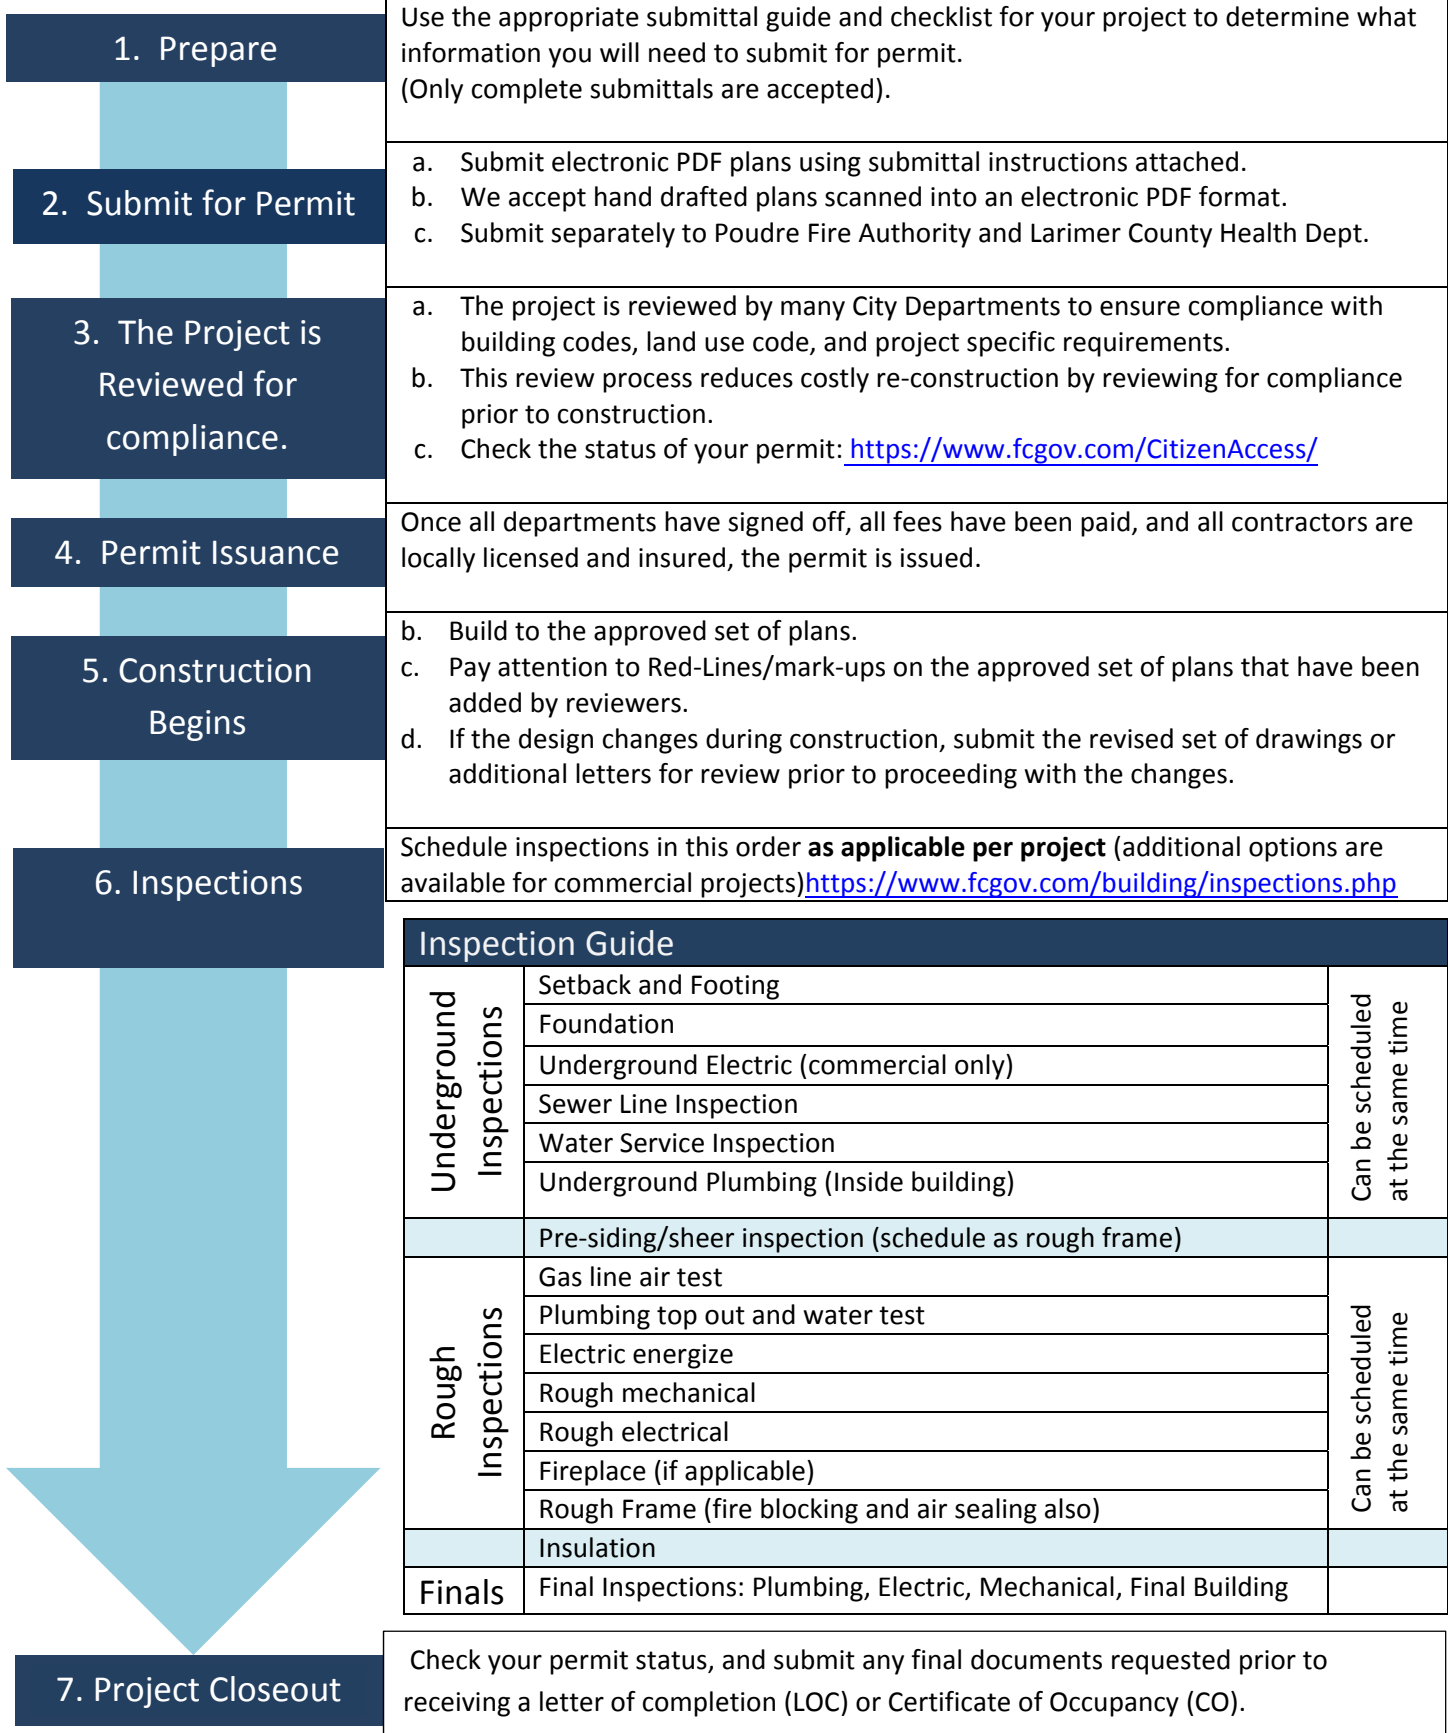 1. Prepare
Use the appropriate submittal guide and checklist for your project to determine what
information you will need to submit for permit.
(Only complete submittals are accepted).
2. Submit for Permit
a. Submit electronic PDF plans using submittal instructions attached.
b. We accept hand drafted plans scanned into an electronic PDF format.
c. Submit separately to Poudre Fire Authority and Larimer County Health Dept.
3. The Project is
Reviewed for
compliance.
a. The project is reviewed by many City Departments to ensure compliance with
building codes, land use code, and project specific requirements.
b. This review process reduces costly re-construction by reviewing for compliance
prior to construction.
c. Check the status of your permit: https://www.fcgov.com/CitizenAccess/
4. Permit Issuance
Once all departments have signed off, all fees have been paid, and all contractors are
locally licensed and insured, the permit is issued.
5. Construction
Begins
b. Build to the approved set of plans.
c. Pay attention to Red-Lines/mark-ups on the approved set of plans that have been
added by reviewers.
d. If the design changes during construction, submit the revised set of drawings or
additional letters for review prior to proceeding with the changes.
6. Inspections
Schedule inspections in this order as applicable per project (additional options are
available for commercial projects)https://www.fcgov.com/building/inspections.php
Inspection Guide
Underground
Inspections
Setback and Footing
Foundation
Underground Electric (commercial only)
Sewer Line Inspection
Water Service Inspection
Underground Plumbing (Inside building)
Can be scheduled
at the same time
Pre-siding/sheer inspection (schedule as rough frame)
Rough
Inspections
Gas line air test
Plumbing top out and water test
Electric energize
Rough mechanical
Rough electrical
Fireplace (if applicable)
Rough Frame (fire blocking and air sealing also)
Can be scheduled
at the same time
Insulation
Finals
Final Inspections: Plumbing, Electric, Mechanical, Final Building
7. Project Closeout
Check your permit status, and submit any final documents requested prior to
receiving a letter of completion (LOC) or Certificate of Occupancy (CO).